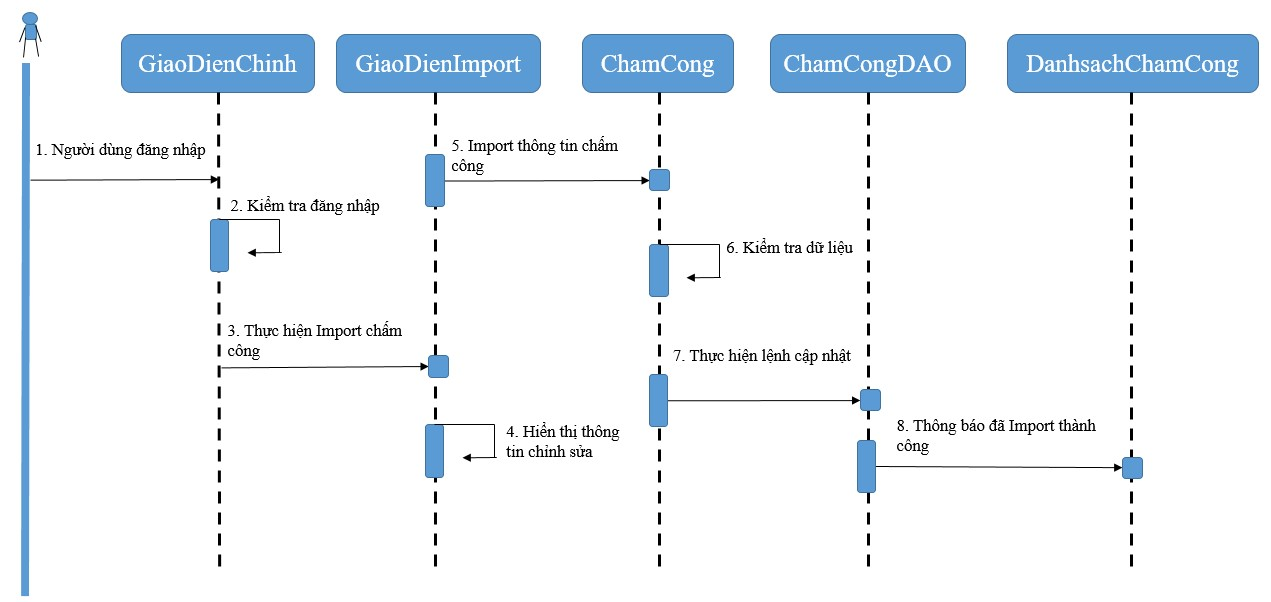 GiaoDienChinh
GiaoDienImport
ChamCong
ChamCongDAO
DanhsachChamCong
1. Người dùng đăng nhập
2. Kiểm tra đăng nhập
3. Thực hiện Import chấm
công
4. Hiển thị thông
tin chỉnh sửa
5. Import thông tin chấm
công
6. Kiểm tra dữ liệu
7. Thực hiện lệnh cập nhật
8. Thông báo đã Import thành
công